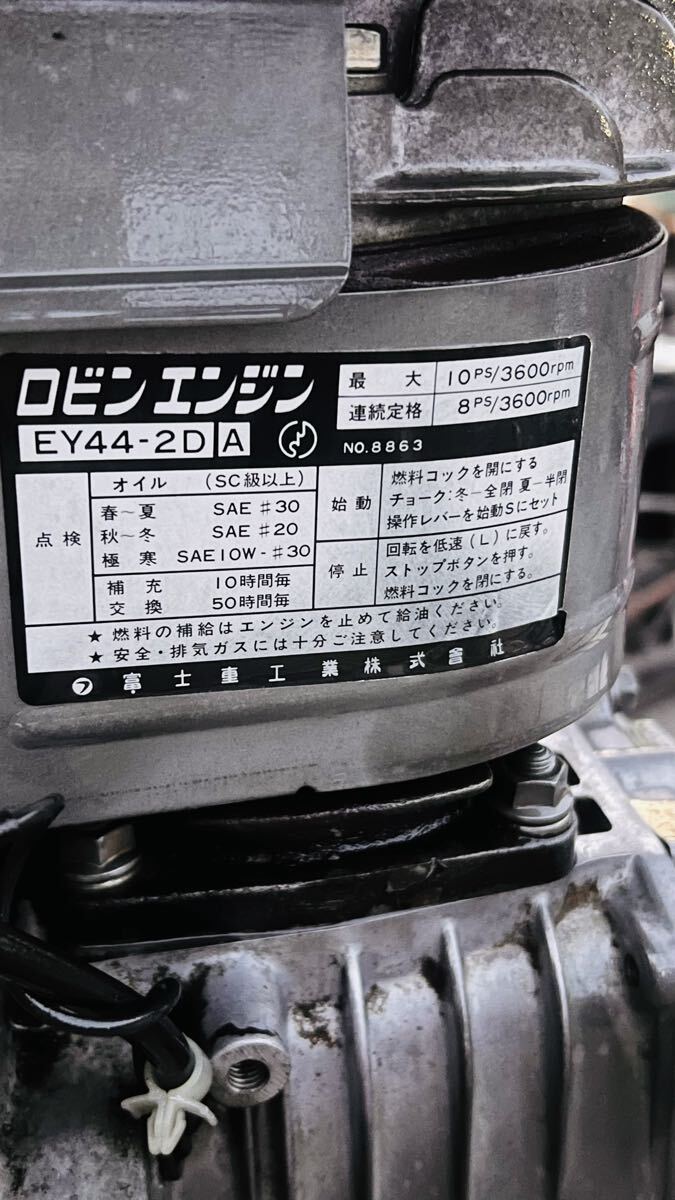 ロビンエンジン
EY44-2D A
最大 10PS/3600rpm
連続定格 8PS/3600rpm
NO.8863
点検
オイル (SC級以上)
春~夏 SAE #30
秋~冬 SAE #20
極寒 SAE10W-#30
補充 10時間毎
交換 50時間毎
始動
燃料コックを開にする
チョーク:冬-全閉 夏-半閉
操作レバーを始動Sにセット
停止
回転を低速(L)に戻す。
ストップボタンを押す。
燃料コックを閉にする。
★燃料の補給はエンジンを止めて給油ください。
★安全・排気ガスには十分ご注意してください。
富士重工業株式會社